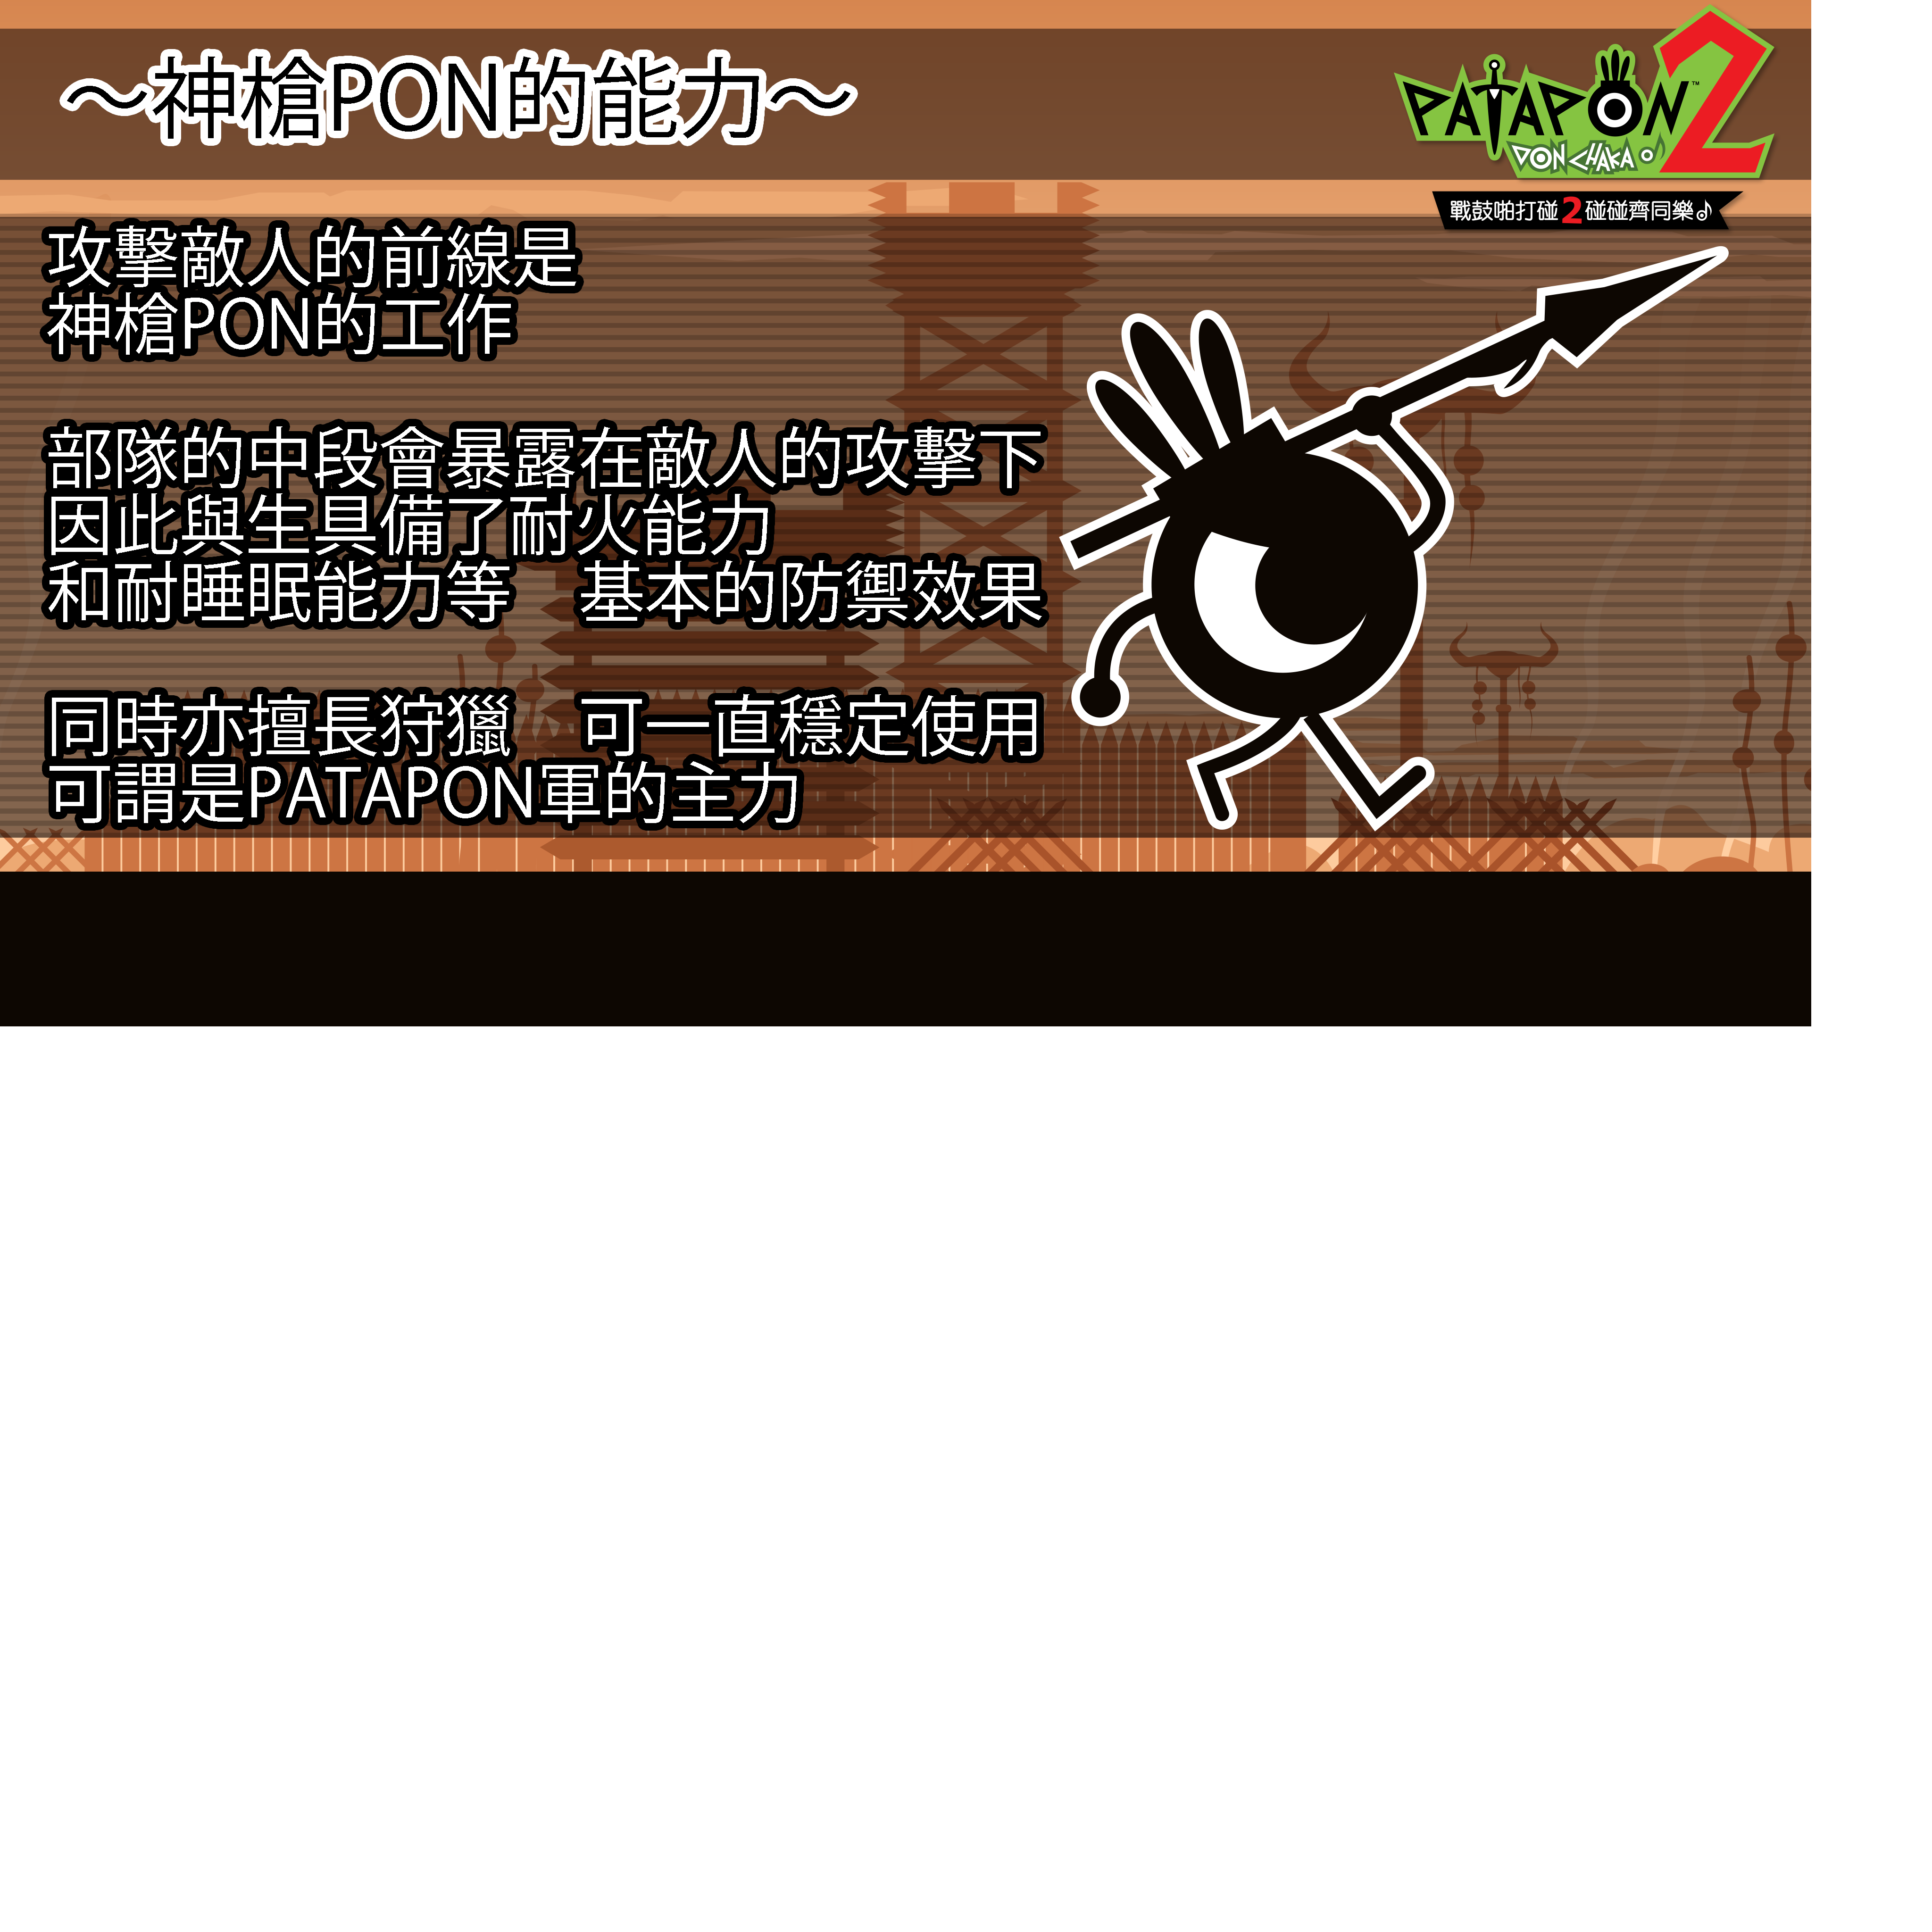 ～神槍PON的能力～
PATAPON2™
DON CHAKA♪
戰鼓啪打碰2碰碰齊同樂♪
攻擊敵人的前線是
神槍PON的工作
部隊的中段會暴露在敵人的攻擊下
因此與生具備了耐火能力
和耐睡眠能力等　基本的防禦效果
同時亦擅長狩獵　可一直穩定使用
可謂是PATAPON軍的主力